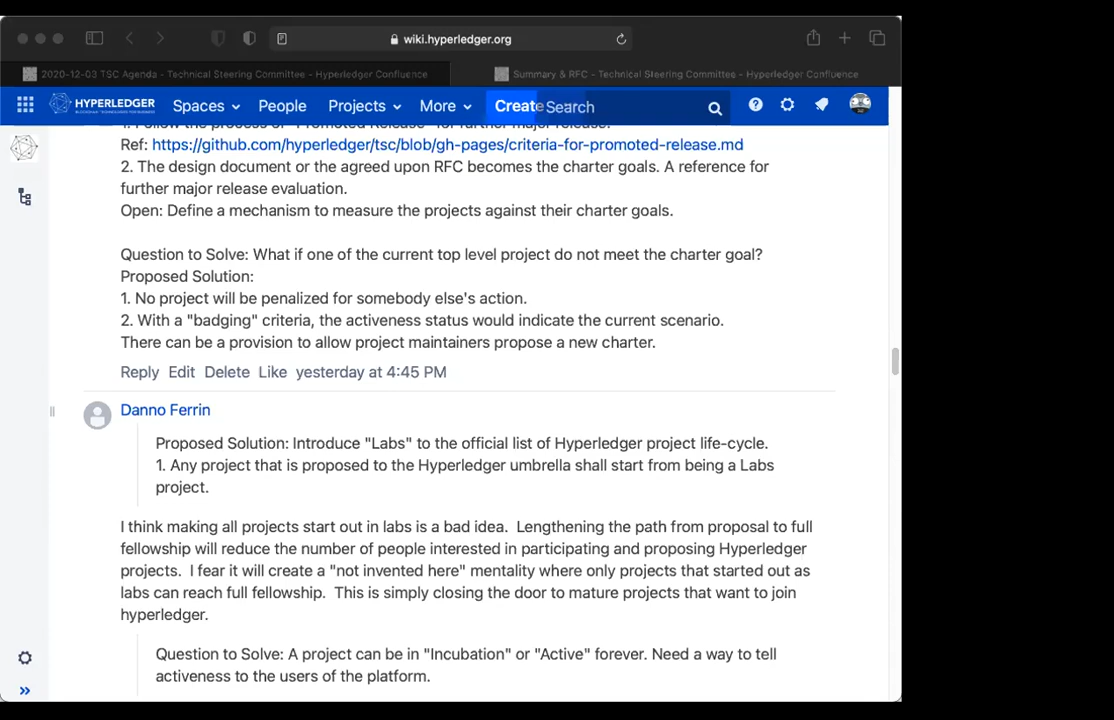 wiki.hyperledger.org
2020-12-03 TSC Agenda - Technical Steering Committee - Hyperledger Confluence
Summary & RFC - Technical Steering Committee - Hyperledger Confluence
HYPERLEDGER
Spaces
People
Projects
More
Create
Search
1. Follow the process of "Promoted Release" for further major release.
Ref: https://github.com/hyperledger/tsc/blob/gh-pages/criteria-for-promoted-release.md
2. The design document or the agreed upon RFC becomes the charter goals. A reference for
further major release evaluation.
Open: Define a mechanism to measure the projects against their charter goals.
Question to Solve: What if one of the current top level project do not meet the charter goal?
Proposed Solution:
1. No project will be penalized for somebody else's action.
2. With a "badging" criteria, the activeness status would indicate the current scenario.
There can be a provision to allow project maintainers propose a new charter.
Reply Edit Delete Like yesterday at 4:45 PM
Danno Ferrin
Proposed Solution: Introduce "Labs" to the official list of Hyperledger project life-cycle.
1. Any project that is proposed to the Hyperledger umbrella shall start from being a Labs
project.
I think making all projects start out in labs is a bad idea. Lengthening the path from proposal to full
fellowship will reduce the number of people interested in participating and proposing Hyperledger
projects. I fear it will create a "not invented here" mentality where only projects that started out as
labs can reach full fellowship. This is simply closing the door to mature projects that want to join
hyperledger.
Question to Solve: A project can be in "Incubation" or "Active" forever. Need a way to tell
activeness to the users of the platform.